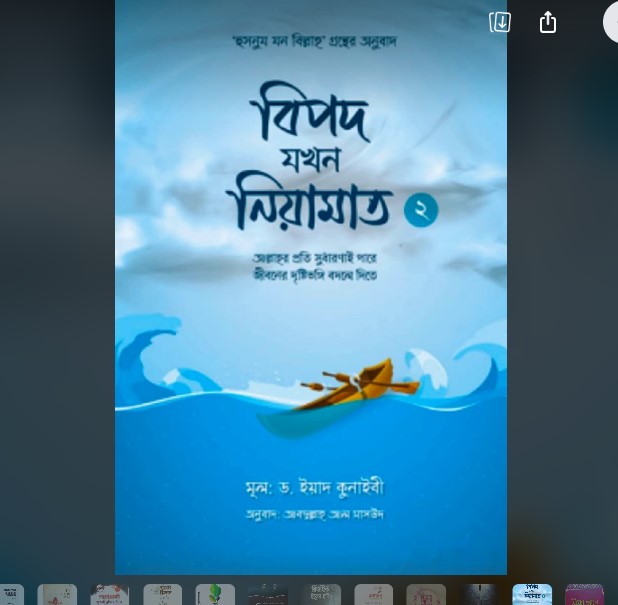 'হুসনুয যন বিল্লাহ' গ্রন্থের অনুবাদ
বিপদ
যখন
নিয়ামাত ২
আল্লাহর প্রতি সুধারণাই পারে
জীবনের দৃষ্টিভঙ্গি বদলে দিতে
মূল: ড. ইয়াদ কুনাইবী
অনুবাদ: আবদুল্লাহ আল মাসউদ